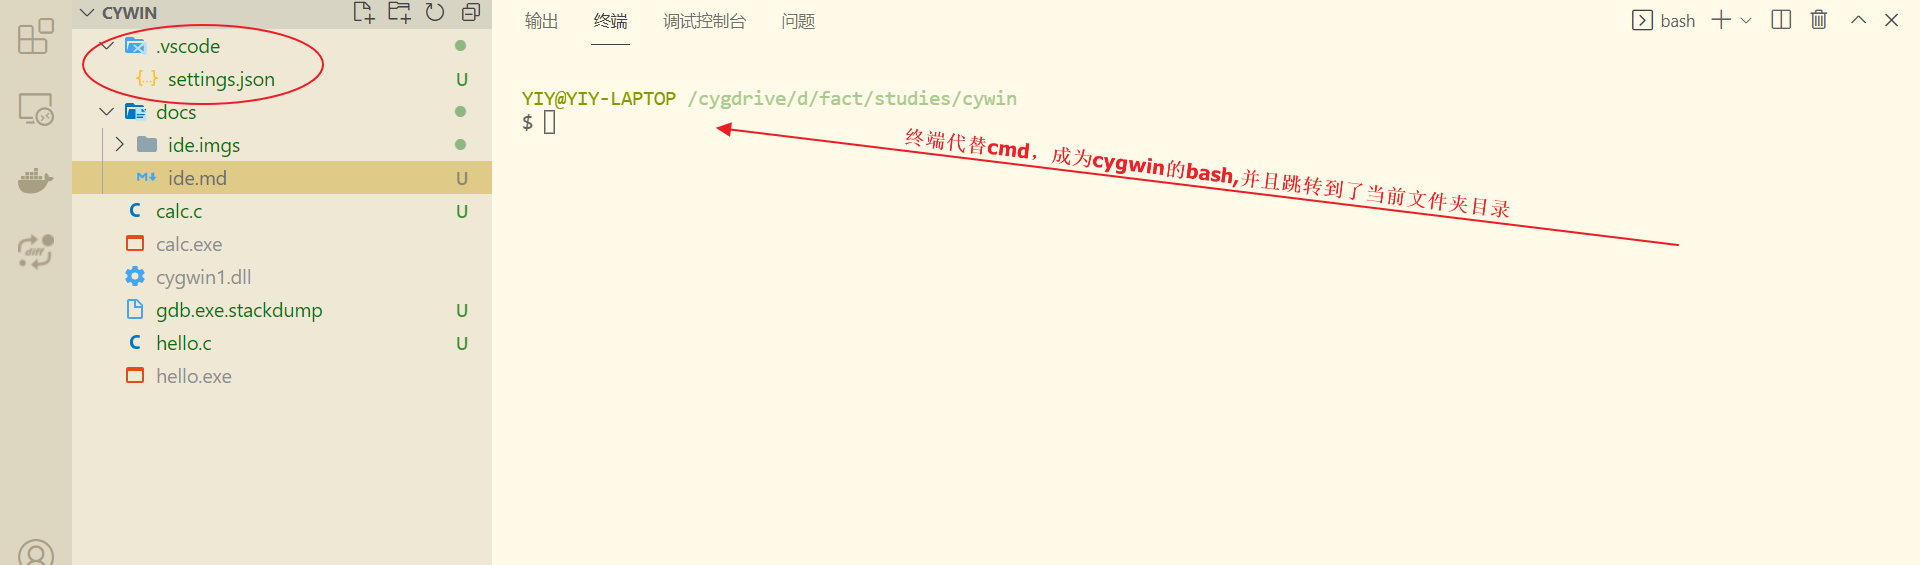 CYWIN
.vscode
settings.json U
docs
ide.imgs
ide.md U
calc.c U
calc.exe
cygwin1.dll
gdb.exe.stackdump U
hello.c U
hello.exe
diff
输出 终端 调试控制台 问题
bash
YIY@YIY-LAPTOP /cygdrive/d/fact/studies/cywin
$
终端代替cmd，成为cygwin的bash,并且跳转到了当前文件夹目录